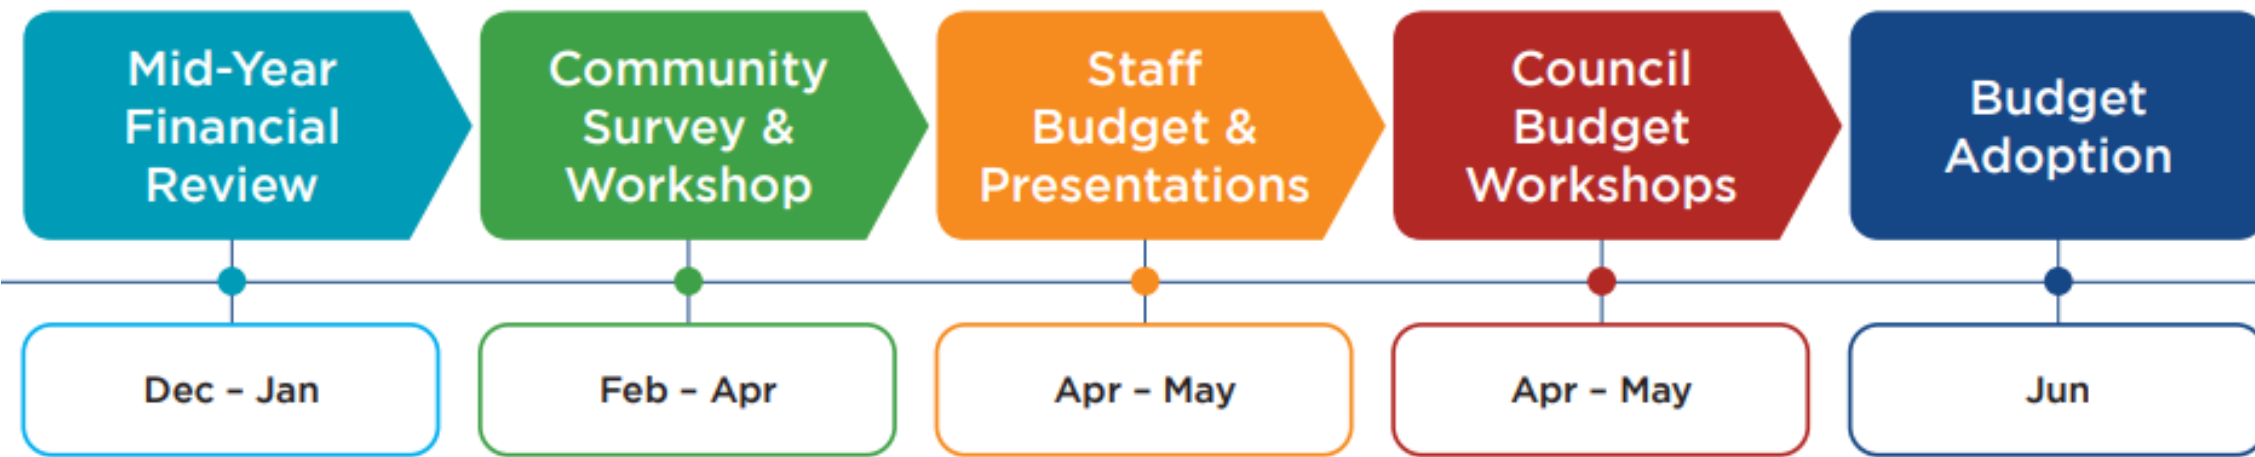 Mid-Year
Financial
Review
Community
Survey &
Workshop
Staff
Budget &
Presentations
Council
Budget
Workshops
Budget
Adoption
Dec – Jan
Feb – Apr
Apr – May
Apr – May
Jun